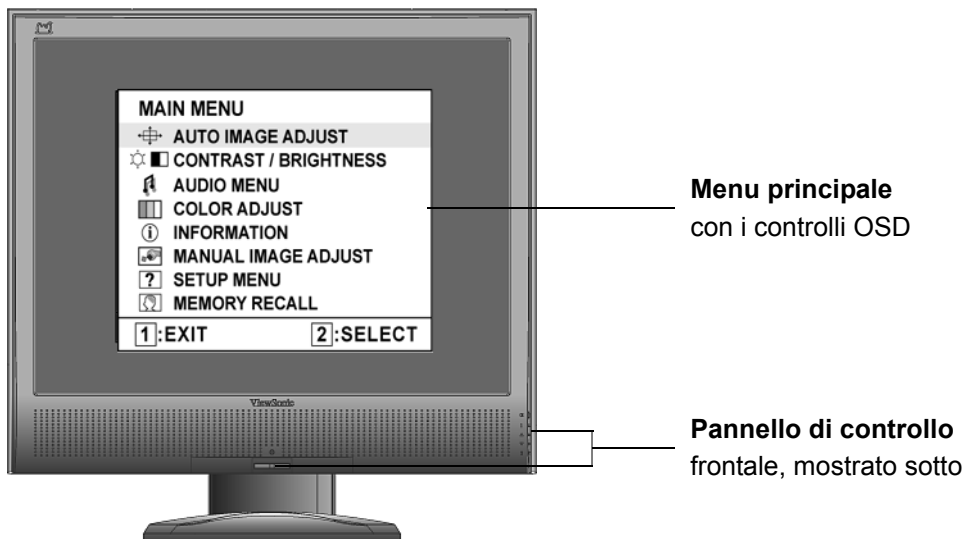 MAIN MENU
AUTO IMAGE ADJUST
CONTRAST / BRIGHTNESS
AUDIO MENU
COLOR ADJUST
INFORMATION
MANUAL IMAGE ADJUST
SETUP MENU
MEMORY RECALL
1:EXIT 2:SELECT
Menu principale
con i controlli OSD
ViewSonic
Pannello di controllo
frontale, mostrato sotto